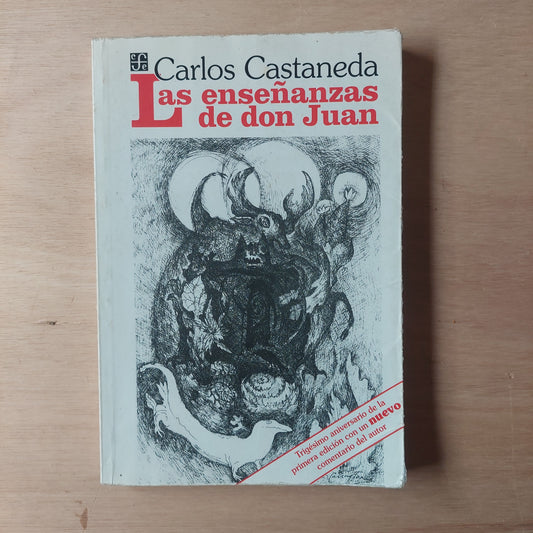 Carlos Castaneda
Las enseñanzas
de don Juan
Trigésimo aniversario de la
primera edición con un nuevo
comentario del autor